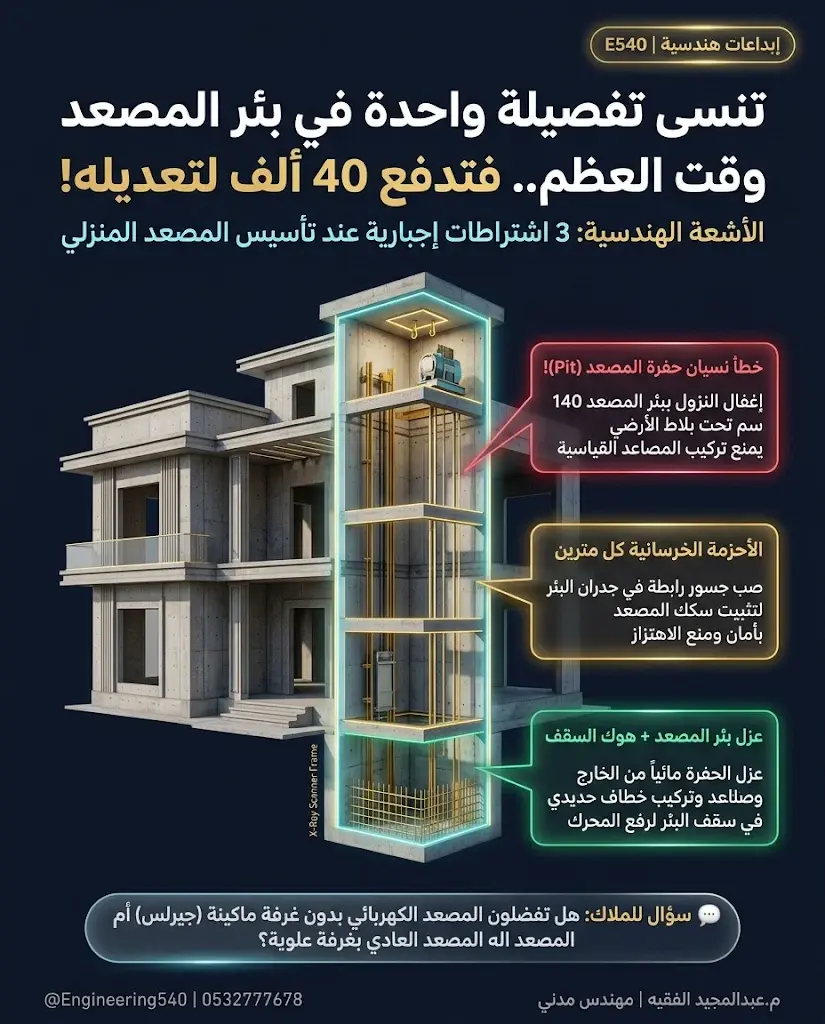 إبداعات هندسية | E540
تنسى تفصيلة واحدة في بئر المصعد
وقت العظم.. فتدفع 40 ألف لتعديله!
الأشعة الهندسية: 3 اشتراطات إجبارية عند تأسيس المصعد المنزلي
خطأ نسيان حفرة المصعد (Pit)!
إغفال النزول ببئر المصعد 140
سم تحت بلاط الأرضي
يمنع تركيب المصاعد القياسية
الأحزمة الخرسانية كل مترين
صب جسور رابطة في جدران البئر
لتثبيت سكك المصعد
بأمان ومنع الاهتزاز
عزل بئر المصعد + هوك السقف
عزل الحفرة مائياً من الخارج
وتركيب خطاف حديدي
في سقف البئر لرفع المحرك
X-Ray Scanner Frame
سؤال للملاك: هل تفضلون المصعد الكهربائي بدون غرفة ماكينة (جيرلس) أم
المصعد اله المصعد العادي بغرفة علوية؟
م.عبدالمجيد الفقيه | مهندس مدني
@Engineering540 | 0532777678